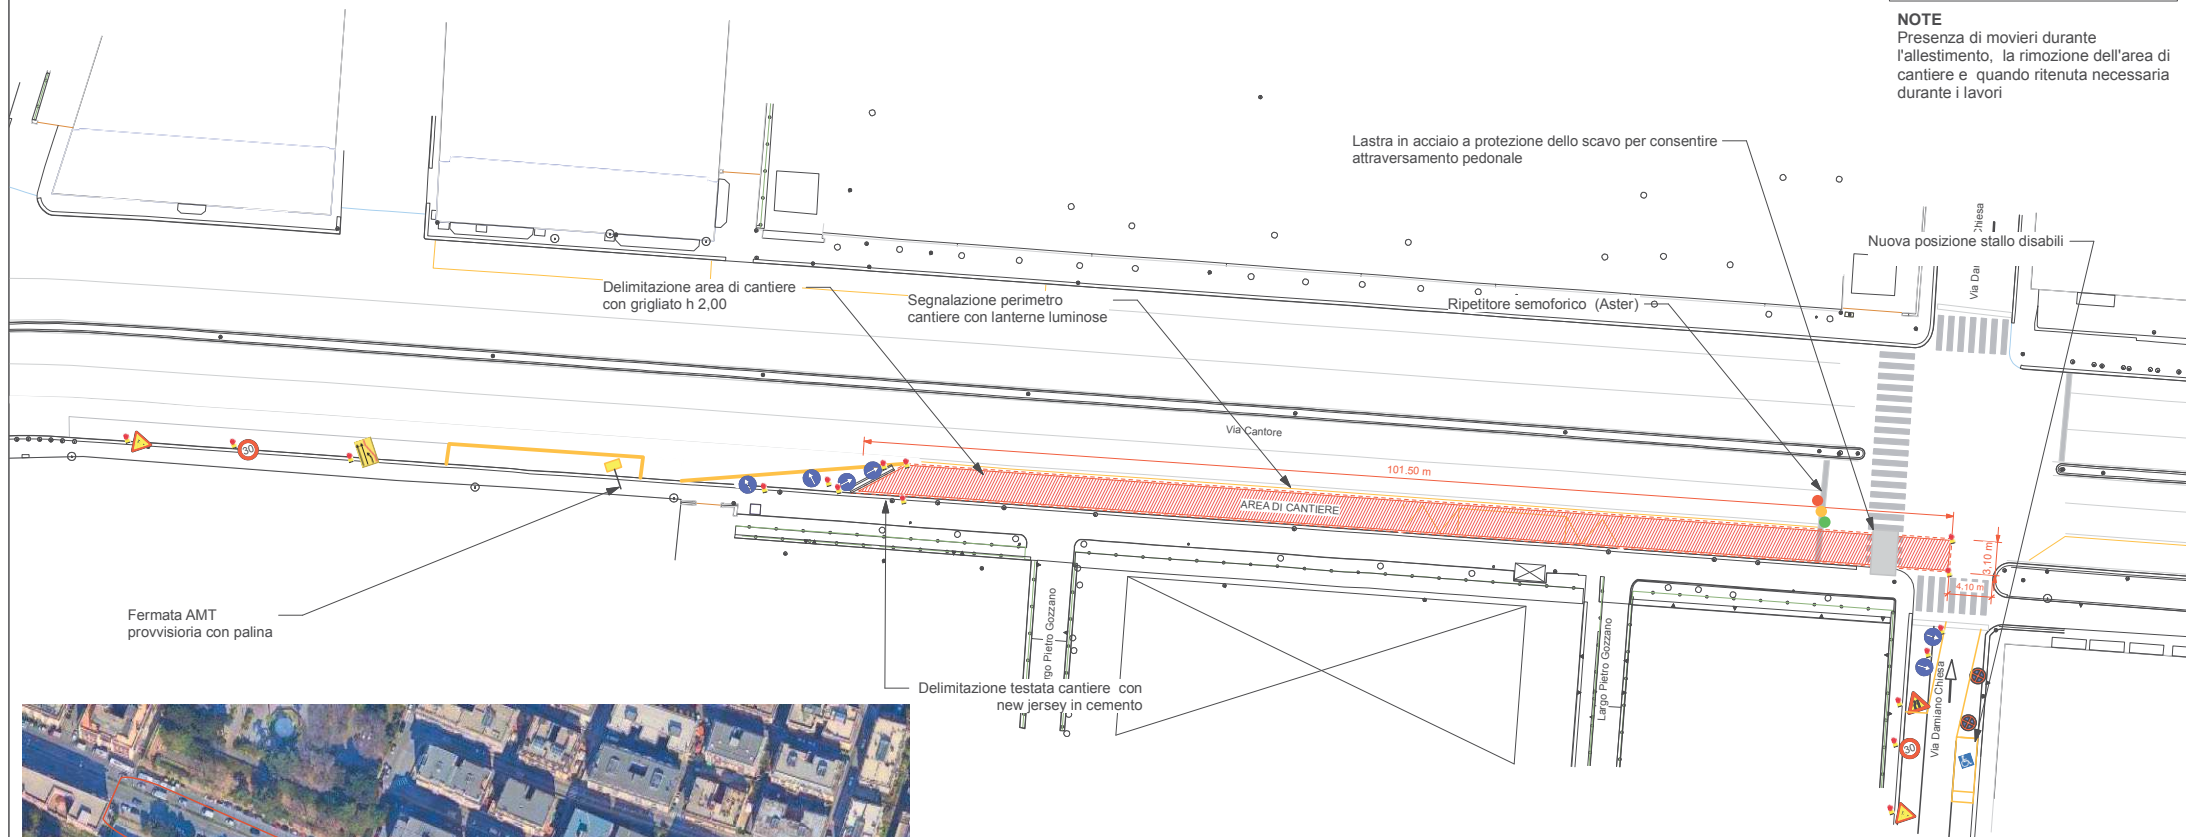 NOTE
Presenza di movieri durante
l'allestimento, la rimozione dell'area di
cantiere e quando ritenuta necessaria
durante i lavori
Lastra in acciaio a protezione dello scavo per consentire
attraversamento pedonale
Nuova posizione stallo disabili
Delimitazione area di cantiere
con grigliato h 2,00
Segnalazione perimetro
cantiere con lanterne luminose
Ripetitore semoforico (Aster)
Via Cantore
101.50 m
AREA DI CANTIERE
30
3,10 m
4.10 m
Fermata AMT
provvisioria con palina
Delimitazione testata cantiere con
new jersey in cemento
Pietro Gozzano
Largo Pietro Gozzano
Via Damiano Chiesa
30